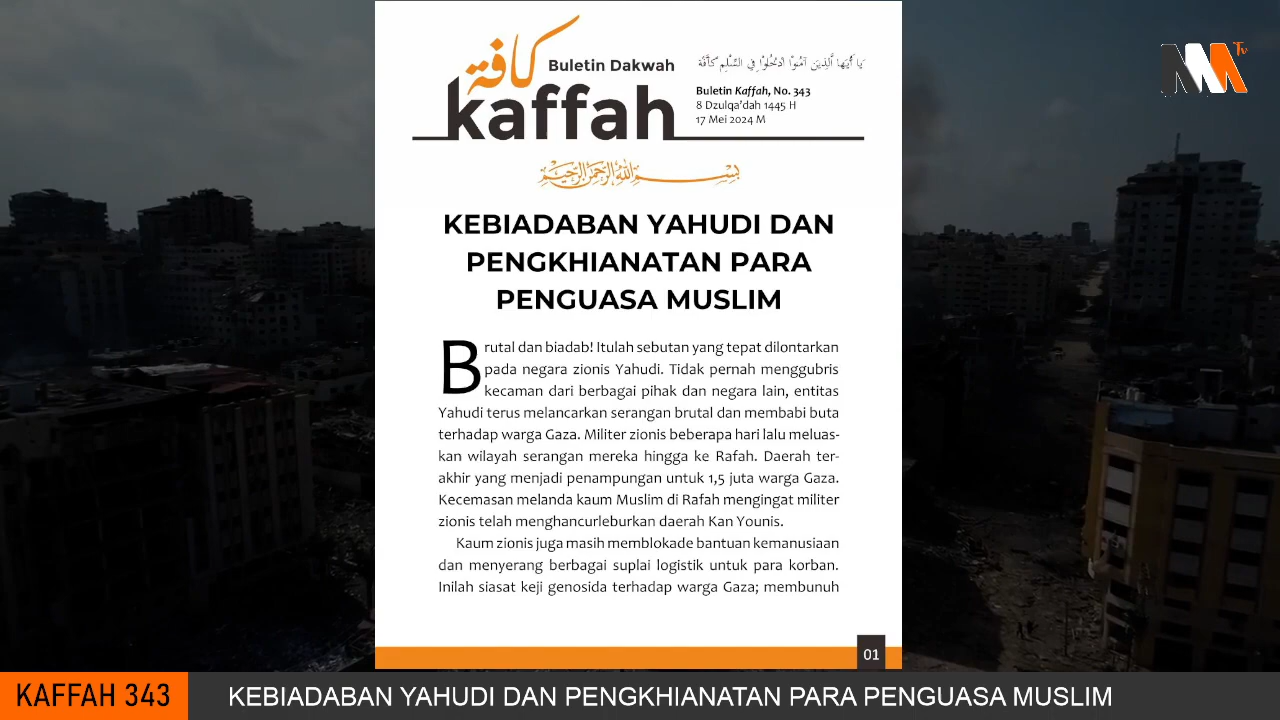 كافة
Buletin Dakwah
kaffah
يَا أَيُّهَا الَّذِينَ آمَنُوا ادْخُلُوا فِي السِّلْمِ كَافَّةً
Buletin Kaffah, No. 343
8 Dzulqa’dah 1445 H
17 Mei 2024 M
Tv
بسم الله الرحمن الرحيم
KEBIADABAN YAHUDI DAN
PENGKHIANATAN PARA
PENGUASA MUSLIM
Brutal dan biadab! Itulah sebutan yang tepat dilontarkan
pada negara zionis Yahudi. Tidak pernah menggubris
kecaman dari berbagai pihak dan negara lain, entitas
Yahudi terus melancarkan serangan brutal dan membabi buta
terhadap warga Gaza. Militer zionis beberapa hari lalu meluas-
kan wilayah serangan mereka hingga ke Rafah. Daerah ter-
akhir yang menjadi penampungan untuk 1,5 juta warga Gaza.
Kecemasan melanda kaum Muslim di Rafah mengingat militer
zionis telah menghancurleburkan daerah Kan Younis.
Kaum zionis juga masih memblokade bantuan kemanusiaan
dan menyerang berbagai suplai logistik untuk para korban.
Inilah siasat keji genosida terhadap warga Gaza; membunuh
01
KAFFAH 343
KEBIADABAN YAHUDI DAN PENGKHIANATAN PARA PENGUASA MUSLIM